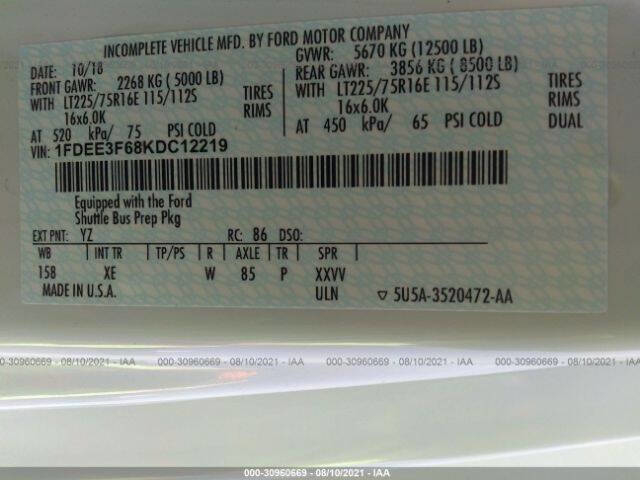 INCOMPLETE VEHICLE MFD. BY FORD MOTOR COMPANY
DATE: 10/18 GVWR: 5670 KG (12500 LB)
FRONT GAWR: 2268 KG ( 5000 LB) REAR GAWR: 3856 KG ( 8500 LB)
WITH LT225/75R16E 115/112S TIRES WITH LT225/75R16E 115/112S TIRES
16x6.0K RIMS 16x6.0K RIMS
AT 520 kPa/ 75 PSI COLD AT 450 kPa/ 65 PSI COLD DUAL
VIN: 1FDEE3F68KDC12219
Equipped with the Ford
Shuttle Bus Prep Pkg
EXT PNT: YZ RC: 86 DSO:
WB INT TR TP/PS R AXLE TR SPR
158 XE W 85 P XXVV
MADE IN U.S.A. ULN ▽ 5U5A-3520472-AA
000-30960669 - 08/10/2021 - IAA 000-30960669 - 08/10/2021 - IAA 000-30960669 - 08/10/2021 - IAA
000-30960669 - 08/10/2021 - IAA